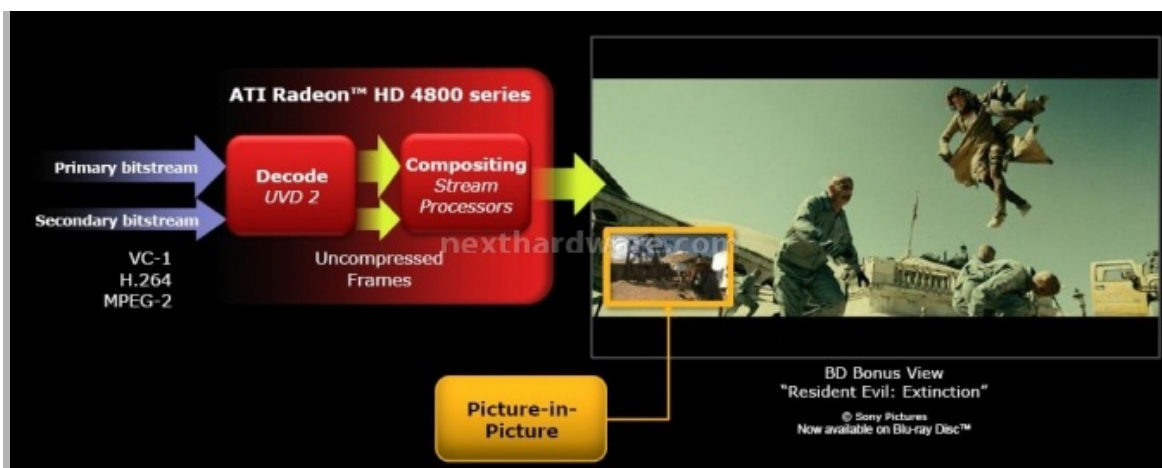 ATI Radeon™ HD 4800 series
Primary bitstream
Secondary bitstream
VC-1
H.264
MPEG-2
Decode
UVD 2
Uncompressed
Frames
Compositing
Stream
Processors
nexthardware.com
Picture-in-
Picture
BD Bonus View
“Resident Evil: Extinction”
© Sony Pictures
Now available on Blu-ray Disc™